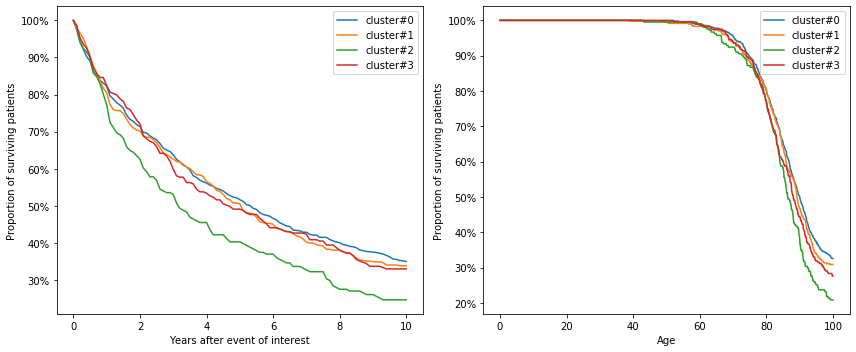 100%
90%
80%
70%
60%
50%
40%
30%
Proportion of surviving patients
0
2
4
6
8
10
Years after event of interest
cluster#0
cluster#1
cluster#2
cluster#3
100%
90%
80%
70%
60%
50%
40%
30%
20%
Proportion of surviving patients
0
20
40
60
80
100
Age
cluster#0
cluster#1
cluster#2
cluster#3